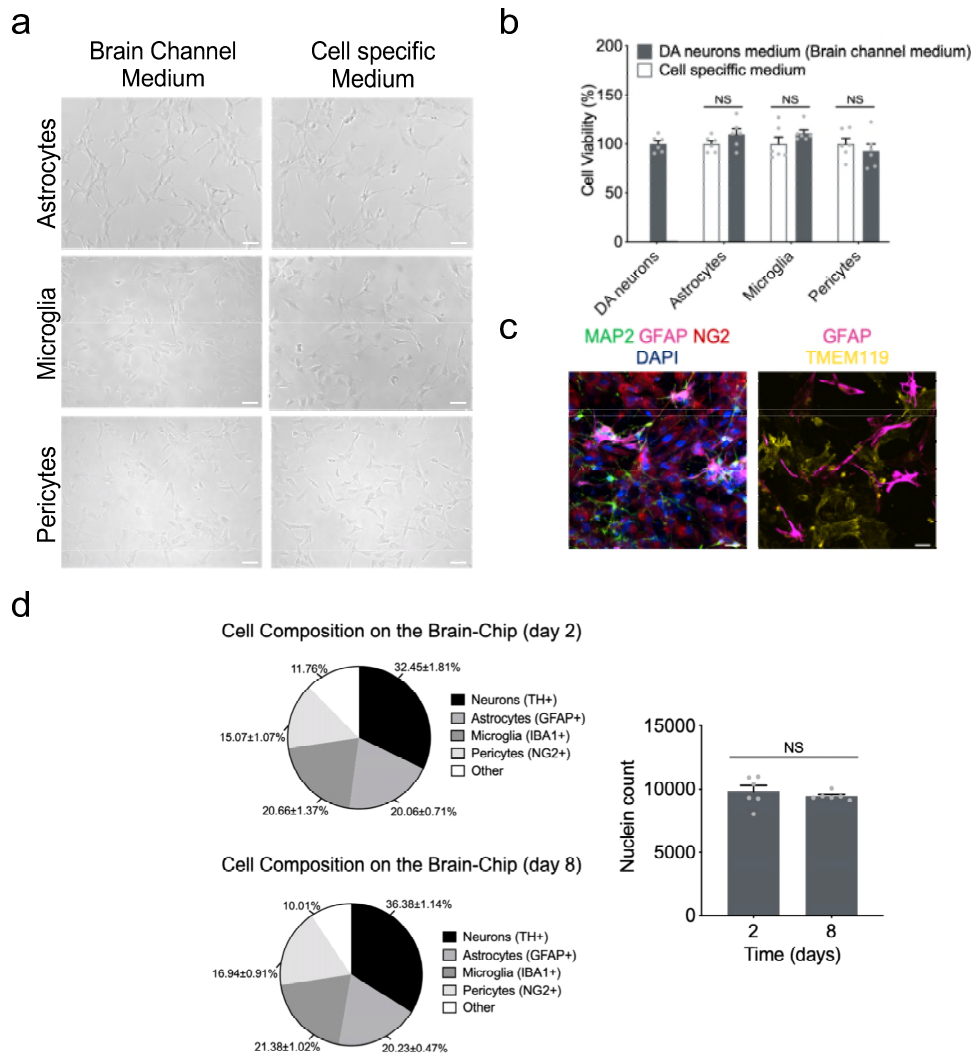 a
Brain Channel
Medium
Cell specific
Medium
Astrocytes
Microglia
Pericytes
b
Cell Viability (%)
200
150
100
50
0
DA neurons medium (Brain channel medium)
Cell speciffic medium
NS
NS
NS
DA neurons
Astrocytes
Microglia
Pericytes
c
MAP2 GFAP NG2
DAPI
GFAP
TMEM119
d
Cell Composition on the Brain-Chip (day 2)
11.76%
32.45±1.81%
15.07±1.07%
20.66±1.37%
20.06±0.71%
Neurons (TH+)
Astrocytes (GFAP+)
Microglia (IBA1+)
Pericytes (NG2+)
Other
Cell Composition on the Brain-Chip (day 8)
10.01%
36.38±1.14%
16.94±0.91%
21.38±1.02%
20.23±0.47%
Neurons (TH+)
Astrocytes (GFAP+)
Microglia (IBA1+)
Pericytes (NG2+)
Other
Nuclein count
15000
10000
5000
0
NS
2
8
Time (days)